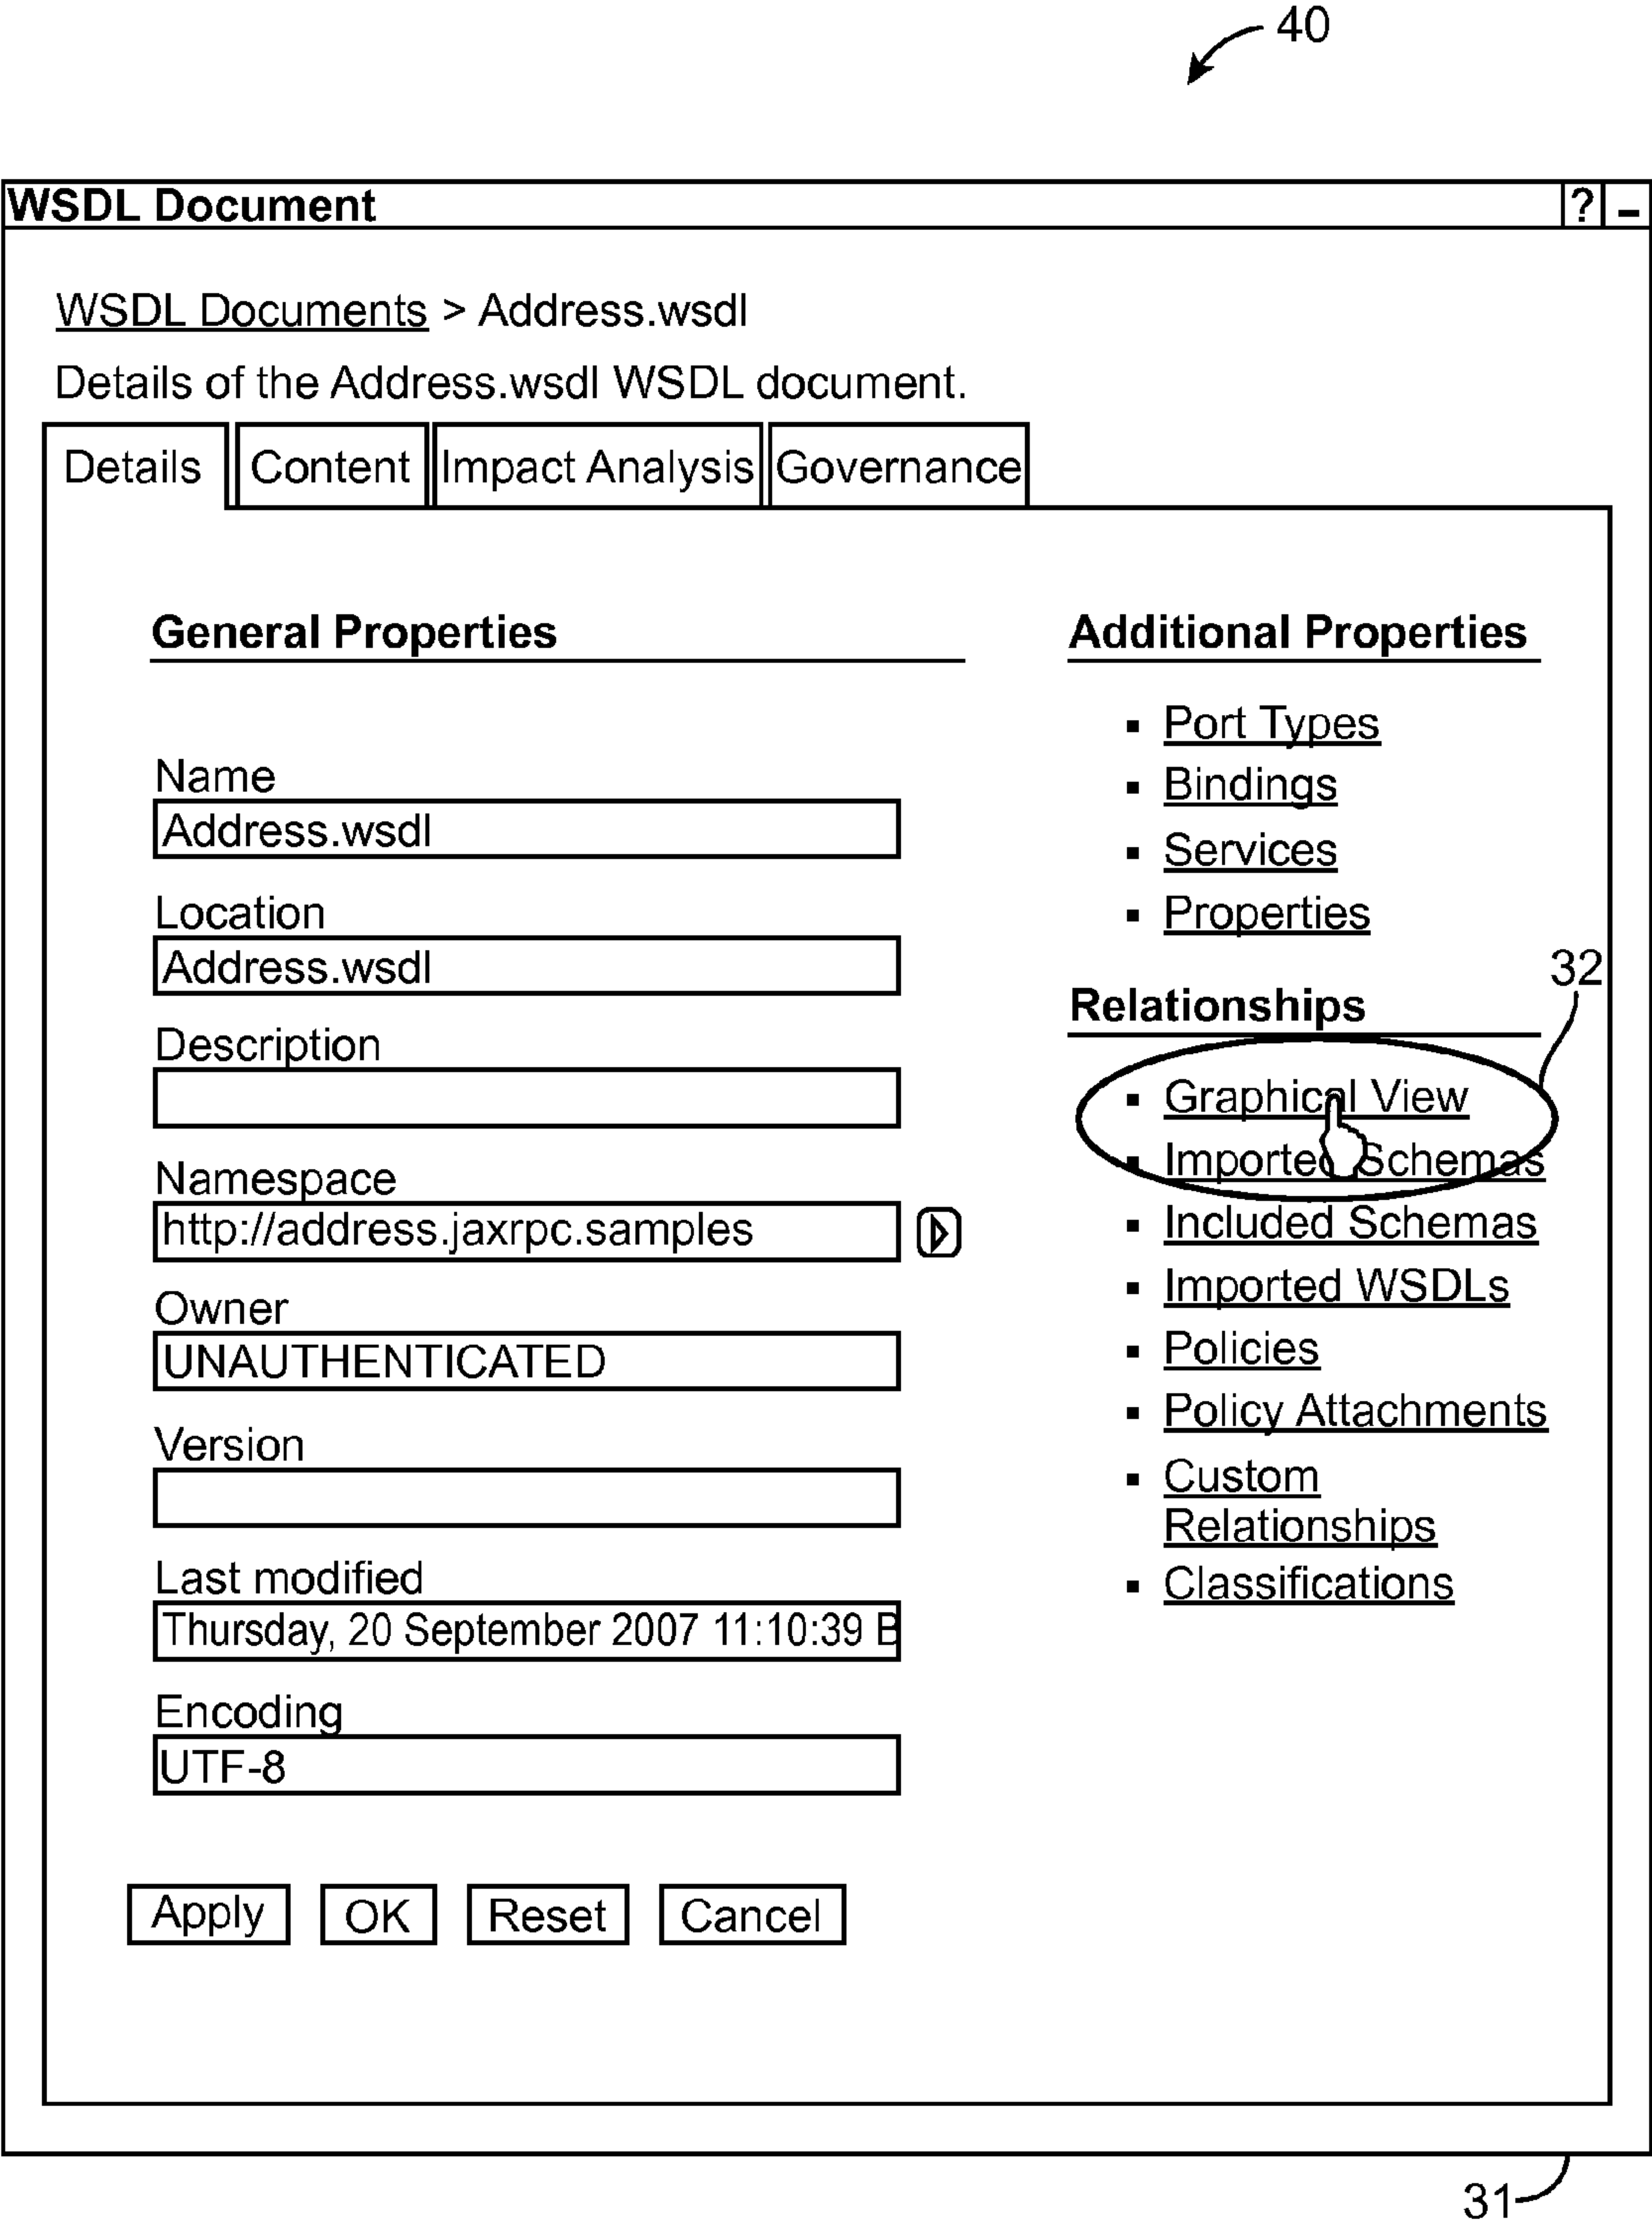 40
WSDL Document ? -
WSDL Documents > Address.wsdl
Details of the Address.wsdl WSDL document.
Details Content Impact Analysis Governance
General Properties
Name
Address.wsdl
Location
Address.wsdl
Description
Namespace
http://address.jaxrpc.samples
Owner
UNAUTHENTICATED
Version
Last modified
Thursday, 20 September 2007 11:10:39 B
Encoding
UTF-8
Apply OK Reset Cancel
Additional Properties
▪ Port Types
▪ Bindings
▪ Services
▪ Properties
32
Relationships
▪ Graphical View
▪ Imported Schemas
▪ Included Schemas
▪ Imported WSDLs
▪ Policies
▪ Policy Attachments
▪ Custom
Relationships
▪ Classifications
31